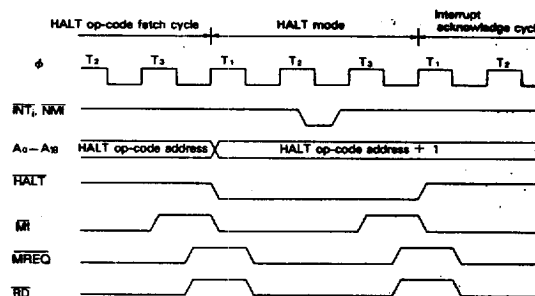 HALT op-code fetch cycle
HALT mode
Interrupt
acknowledge cycle
ϕ T₂ T₃ T₁ T₂ T₃ T₁ T₂
INTᵢ, NMI
A₀–A₁₉ HALT op-code address HALT op-code address + 1
HALT
M1
MREQ
RD